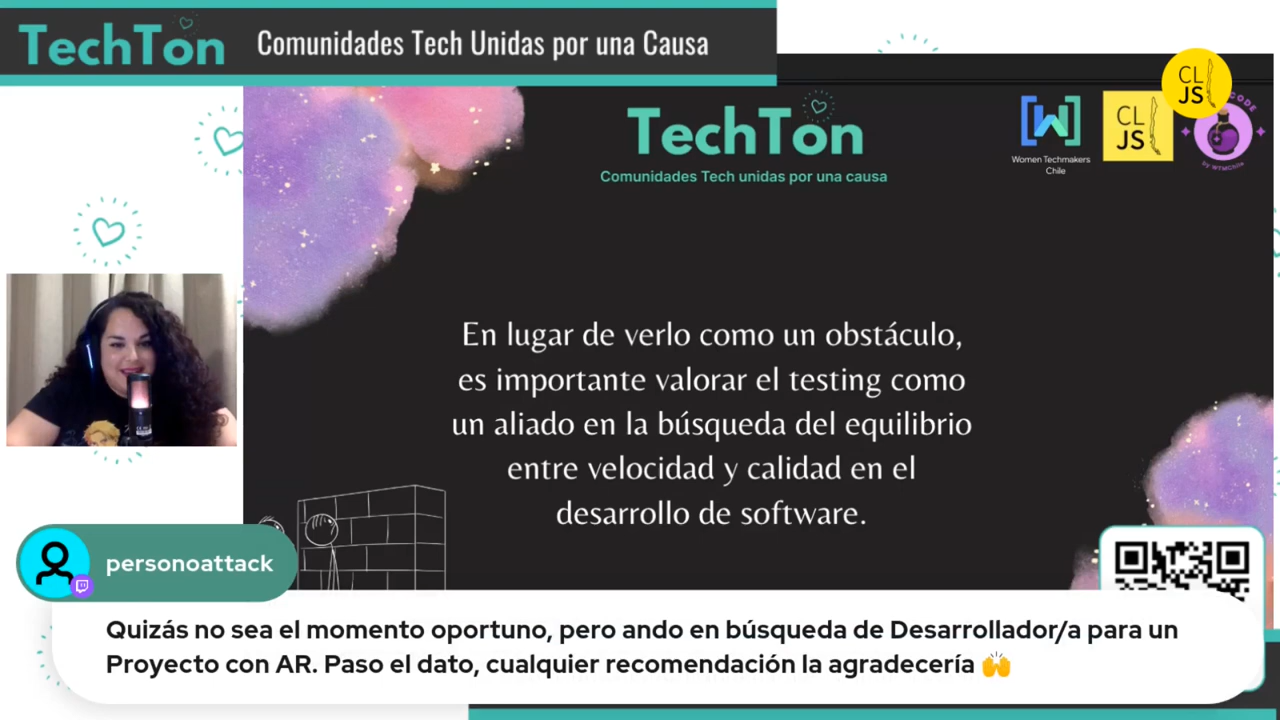 TechTon
Comunidades Tech Unidas por una Causa
TechTon
Comunidades Tech unidas por una causa
Women Techmakers
Chile
CL
JS
CL
JS
CODE
by WTMChile
En lugar de verlo como un obstáculo,
es importante valorar el testing como
un aliado en la búsqueda del equilibrio
entre velocidad y calidad en el
desarrollo de software.
personoattack
Quizás no sea el momento oportuno, pero ando en búsqueda de Desarrollador/a para un
Proyecto con AR. Paso el dato, cualquier recomendación la agradecería 🙌